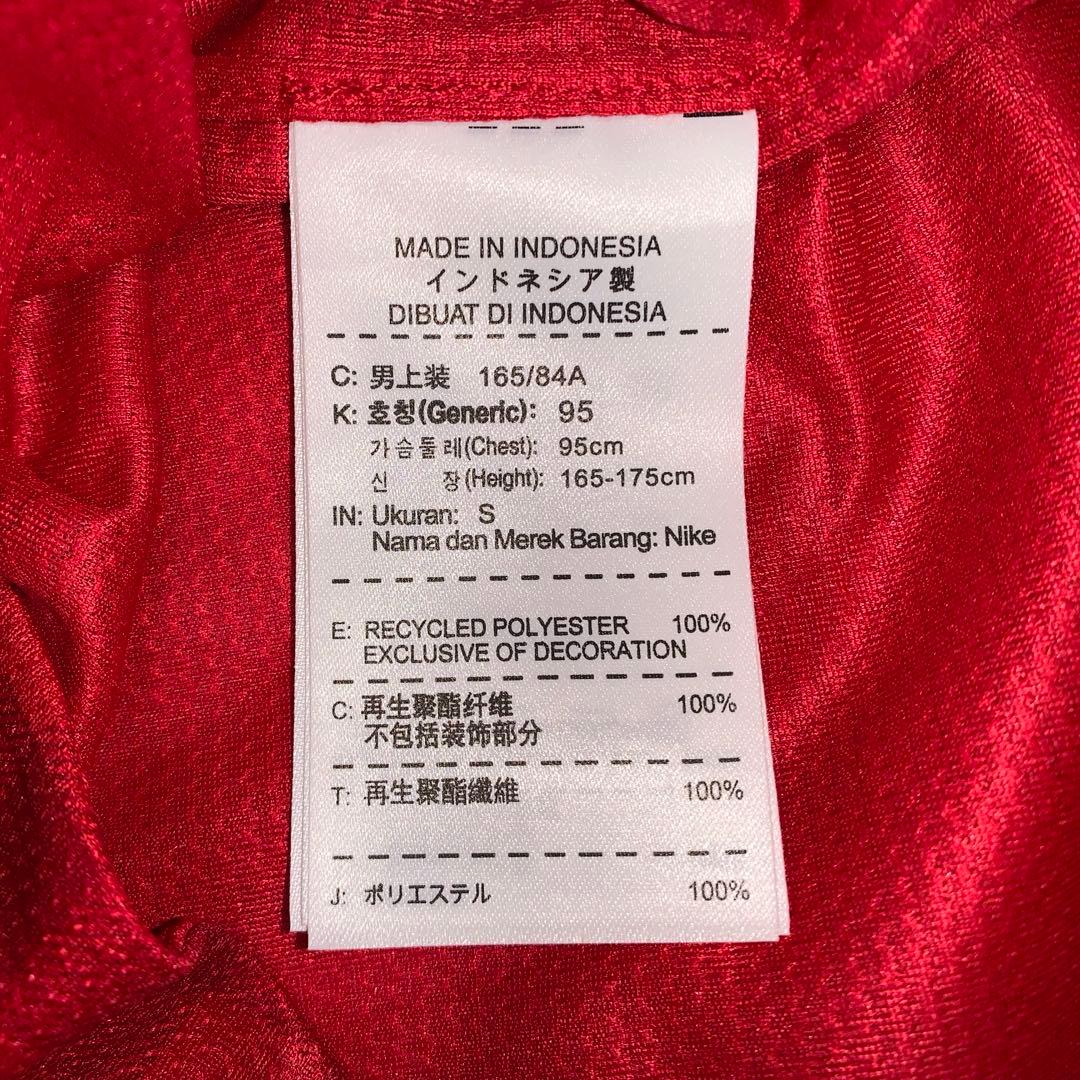 MADE IN INDONESIA
インドネシア製
DIBUAT DI INDONESIA
C: 男上装 165/84A
K: 호칭(Generic): 95
가슴둘레(Chest): 95cm
신 장(Height): 165-175cm
IN: Ukuran: S
Nama dan Merek Barang: Nike
E: RECYCLED POLYESTER 100%
EXCLUSIVE OF DECORATION
C: 再生聚酯纤维 100%
不包括装饰部分
T: 再生聚酯纖維 100%
J: ポリエステル 100%